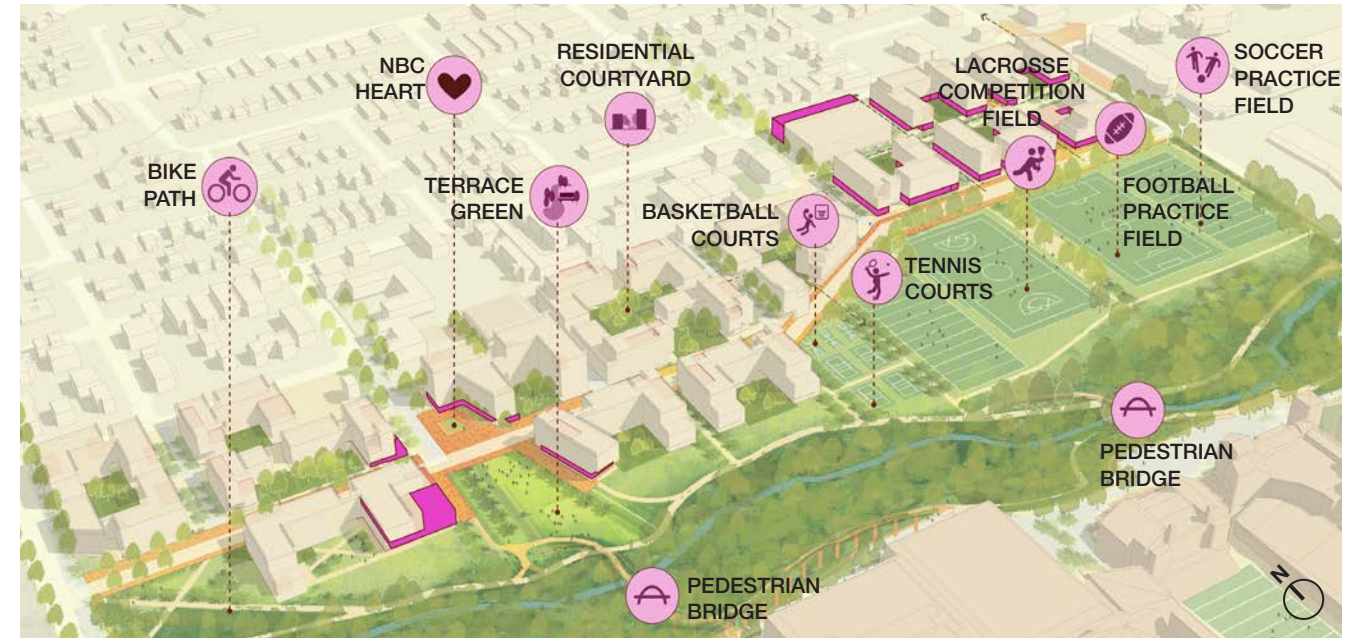 NBC
HEART
RESIDENTIAL
COURTYARD
LACROSSE
COMPETITION
FIELD
SOCCER
PRACTICE
FIELD
BIKE
PATH
TERRACE
GREEN
BASKETBALL
COURTS
FOOTBALL
PRACTICE
FIELD
TENNIS
COURTS
PEDESTRIAN
BRIDGE
PEDESTRIAN
BRIDGE
N